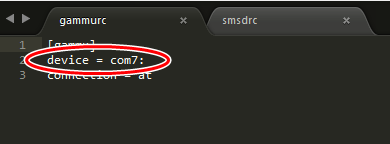 gammurc
smsdrc
1 [gammu]
2 device = com7:
3 connection = at